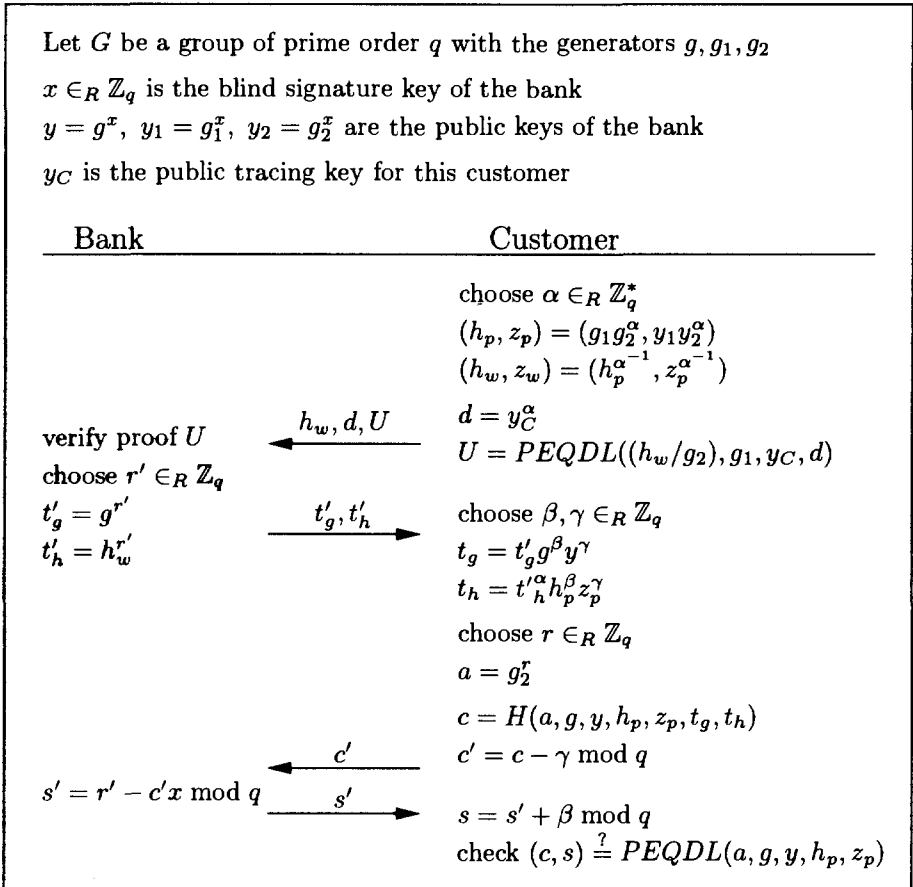 Let G be a group of prime order q with the generators g, g₁, g₂
x ∈_R ℤ_q is the blind signature key of the bank
y = g^x, y₁ = g₁^x, y₂ = g₂^x are the public keys of the bank
y_C is the public tracing key for this customer
Bank Customer
choose α ∈_R ℤ_q^*
(h_p, z_p) = (g₁g₂^α, y₁y₂^α)
(h_w, z_w) = (h_p^{α^{-1}}, z_p^{α^{-1}})
d = y_C^α
verify proof U h_w, d, U U = PEQDL((h_w/g₂), g₁, y_C, d)
choose r' ∈_R ℤ_q
t'_g = g^{r'} t'_g, t'_h choose β, γ ∈_R ℤ_q
t'_h = h_w^{r'} t_g = t'_g g^β y^γ
t_h = t'_h^α h_p^β z_p^γ
choose r ∈_R ℤ_q
a = g₂^r
c = H(a, g, y, h_p, z_p, t_g, t_h)
c' c' = c − γ mod q
s' = r' − c'x mod q s' s = s' + β mod q
check (c, s) ≟ PEQDL(a, g, y, h_p, z_p)